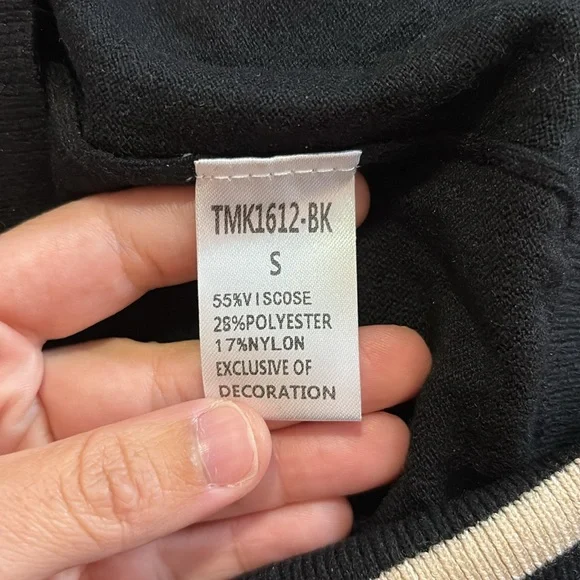 TMK1612-BK
S
55%VISCOSE
28%POLYESTER
17%NYLON
EXCLUSIVE OF
DECORATION